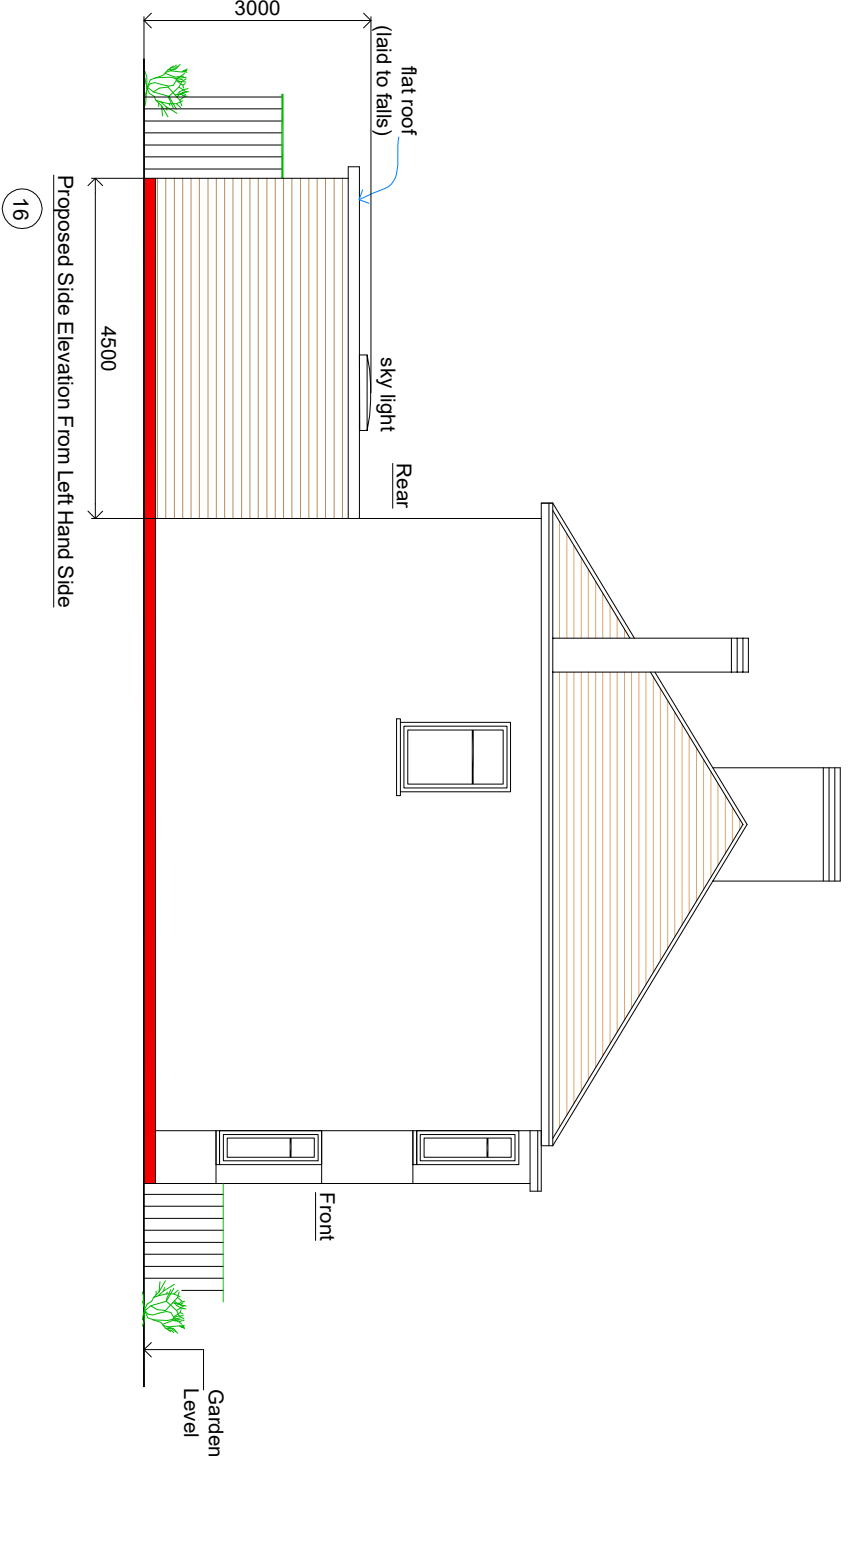 3000
flat roof
(laid to falls)
sky light
Rear
4500
Front
Garden
Level
Proposed Side Elevation From Left Hand Side
16